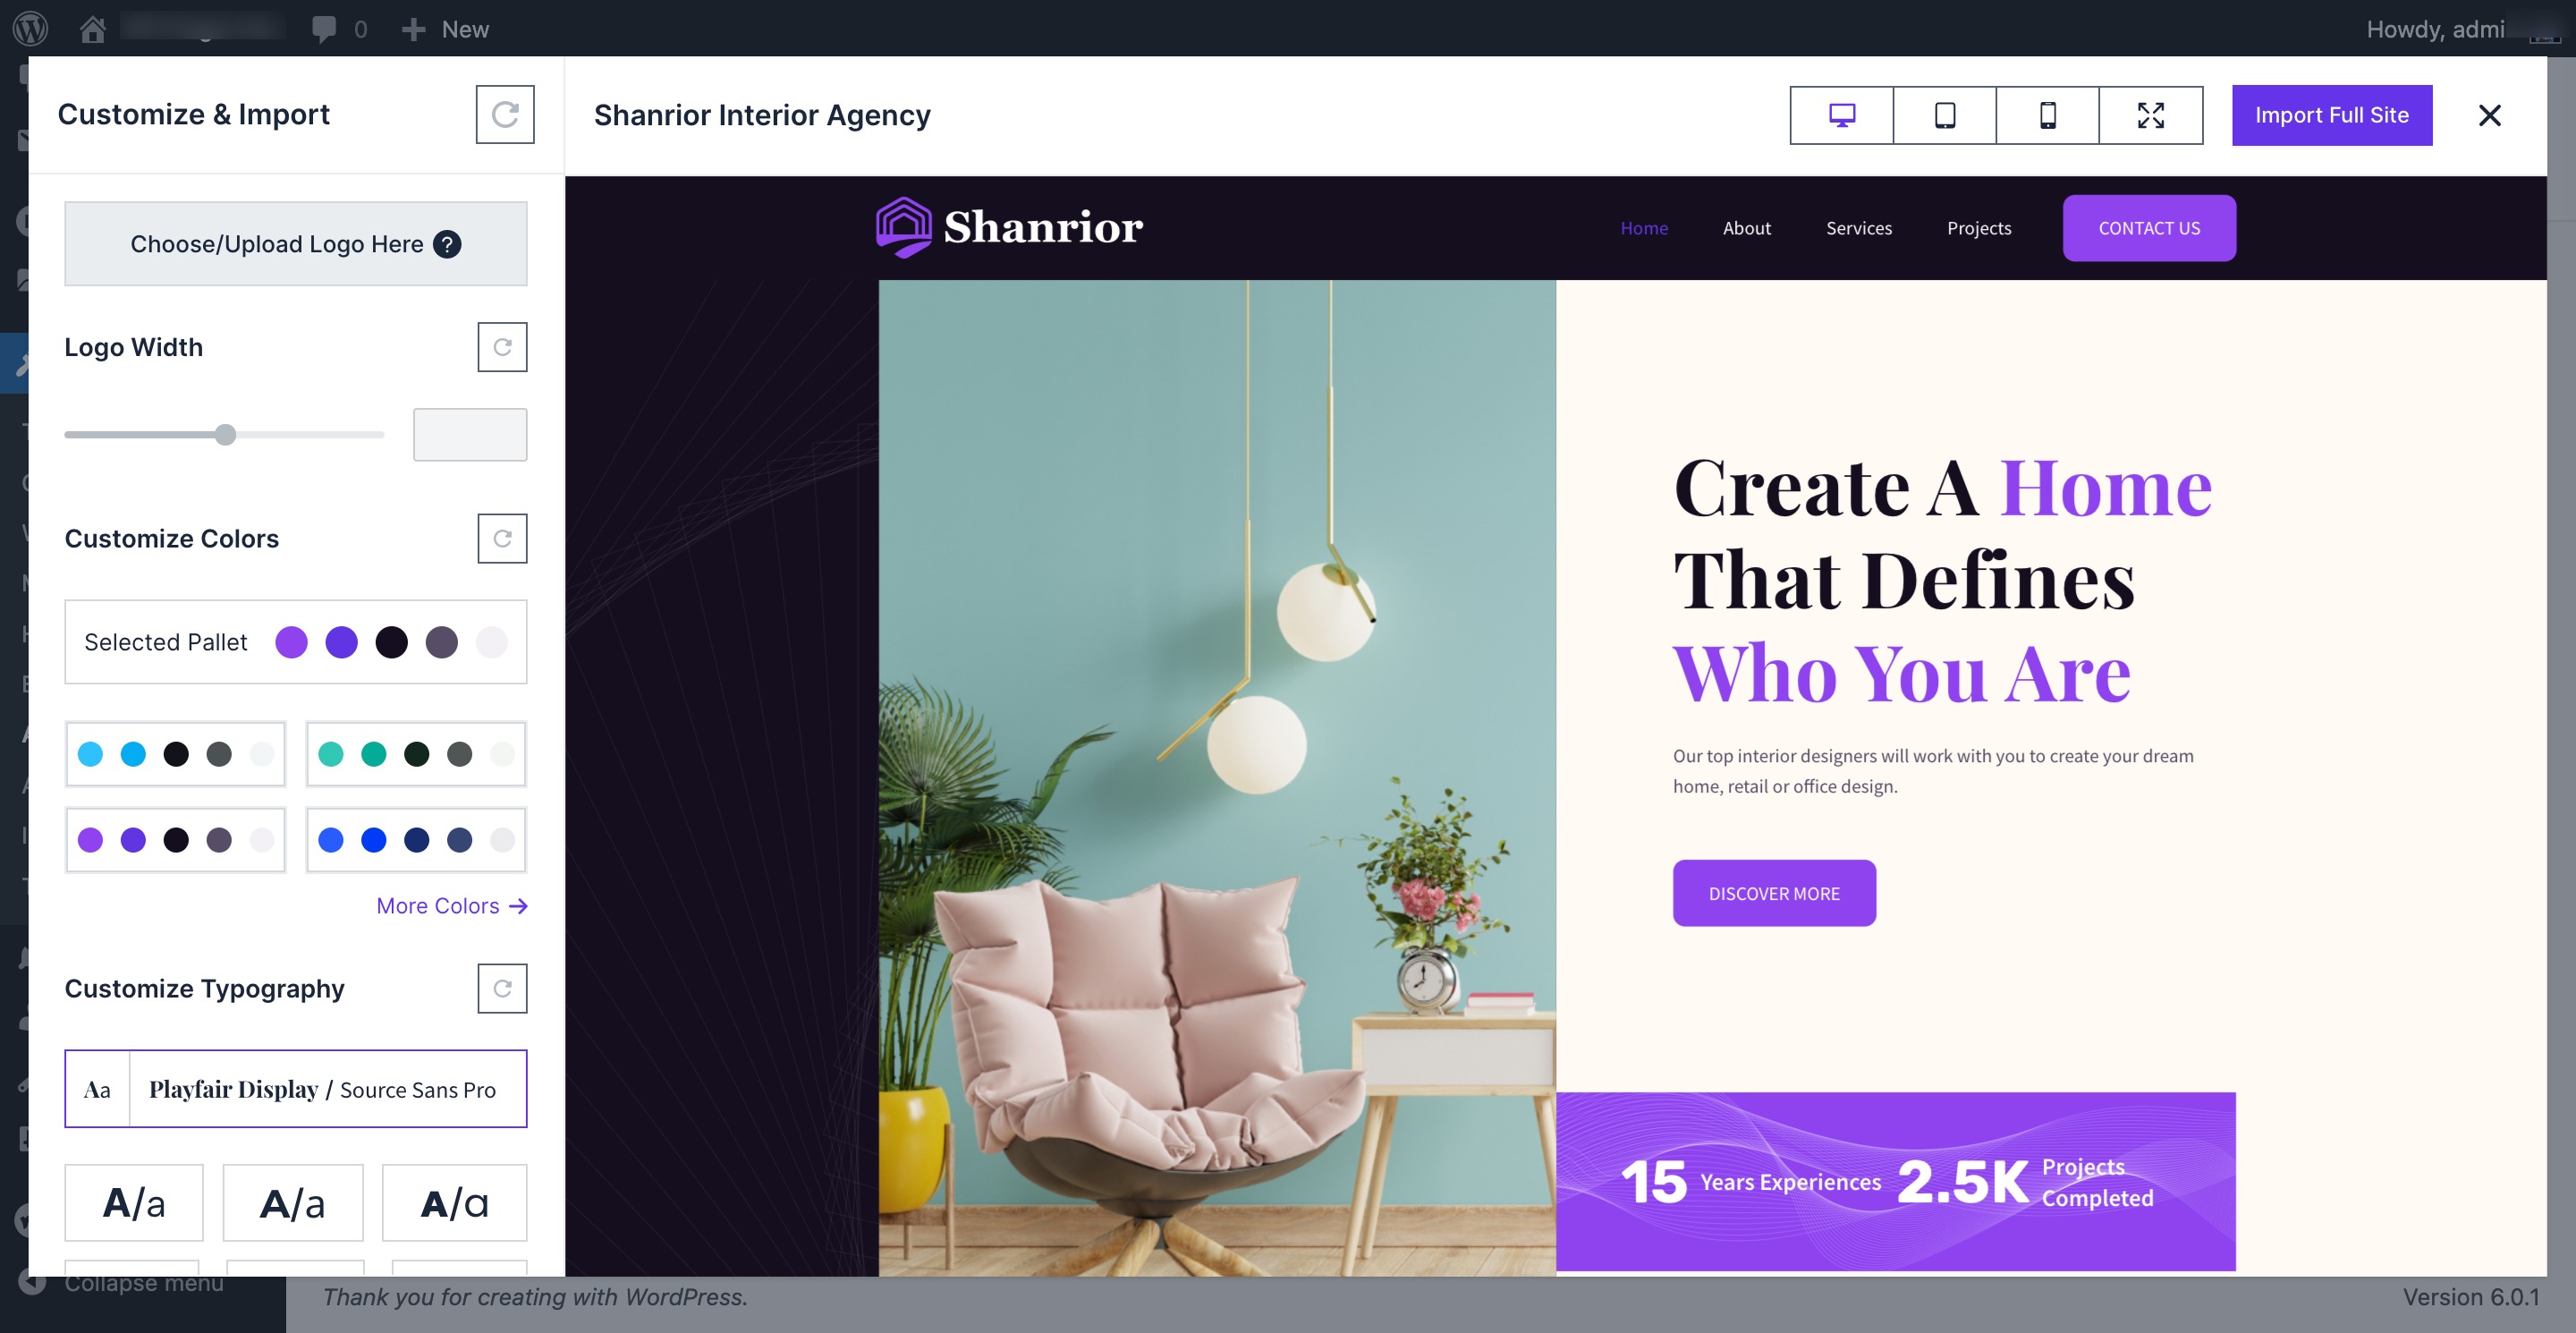 0
New
Howdy, admi
Customize & Import
Shanrior Interior Agency
Import Full Site
Choose/Upload Logo Here ?
Logo Width
Customize Colors
Selected Pallet
More Colors →
Customize Typography
Aa
Playfair Display / Source Sans Pro
A/a
A/a
A/a
Shanrior
Home
About
Services
Projects
CONTACT US
Create A Home
That Defines
Who You Are
Our top interior designers will work with you to create your dream
home, retail or office design.
DISCOVER MORE
15 Years Experiences
2.5K Projects
Completed
Collapse menu
Thank you for creating with WordPress.
Version 6.0.1